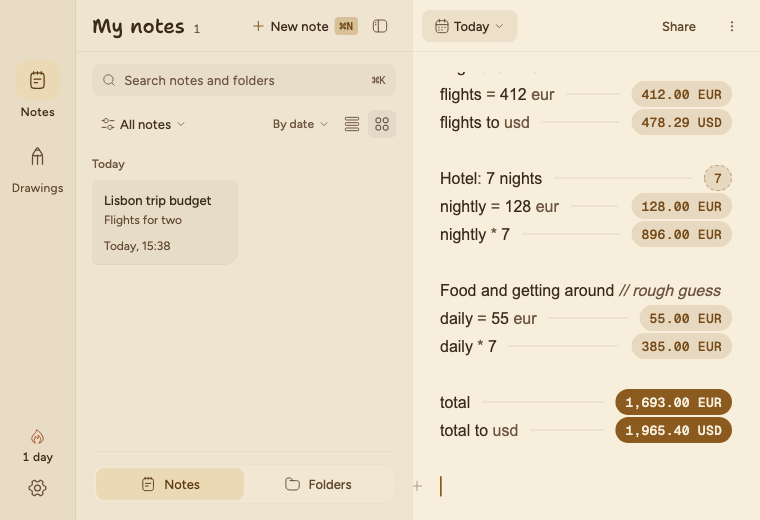 My notes 1
+ New note ⌘N
Today
Share
Notes
Drawings
Search notes and folders ⌘K
All notes
By date
Today
Lisbon trip budget
Flights for two
Today, 15:38
flights = 412 eur 412.00 EUR
flights to usd 478.29 USD
Hotel: 7 nights 7
nightly = 128 eur 128.00 EUR
nightly * 7 896.00 EUR
Food and getting around // rough guess
daily = 55 eur 55.00 EUR
daily * 7 385.00 EUR
total 1,693.00 EUR
total to usd 1,965.40 USD
+
1 day
Notes
Folders